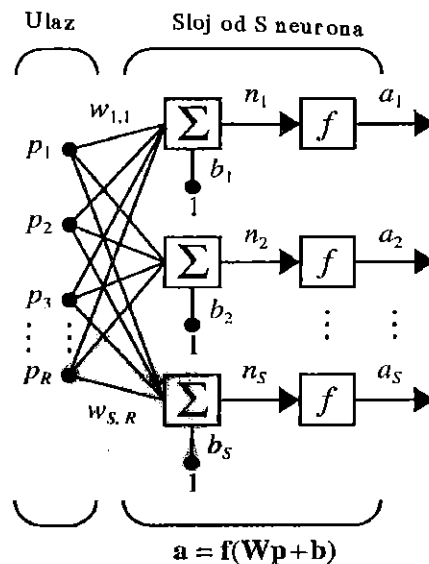 Ulaz Sloj od S neurona
w1,1 n1 a1
p1 Σ f
b1
1
p2 n2 a2
Σ f
p3 b2
1
pR nS aS
Σ f
wS, R bS
1
a = f(Wp+b)